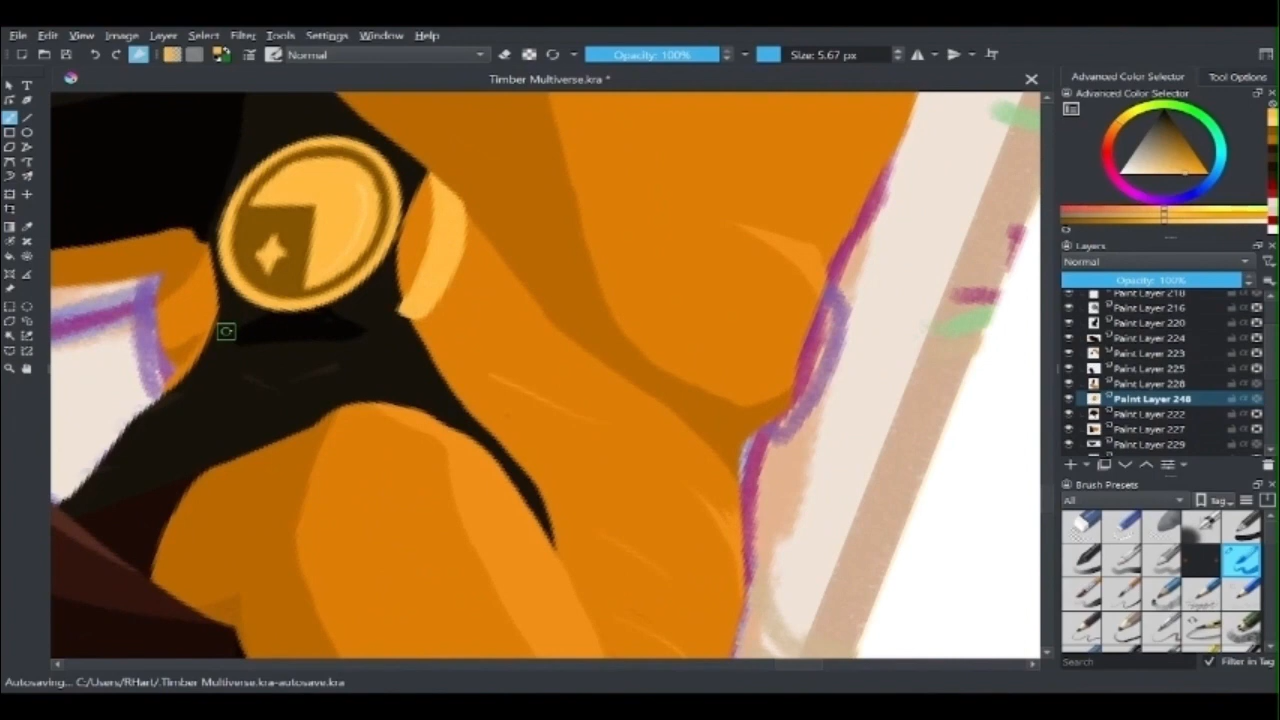 File Edit View Image Layer Select Filter Tools Settings Window Help
Normal Opacity: 100% Size: 5.67 px
Timber Multiverse.kra *
Advanced Color Selector Tool Options
Advanced Color Selector
Layers
Normal
Opacity: 100%
Paint Layer 218
Paint Layer 216
Paint Layer 220
Paint Layer 224
Paint Layer 223
Paint Layer 225
Paint Layer 228
Paint Layer 248
Paint Layer 222
Paint Layer 227
Paint Layer 229
Brush Presets
All Tag
Search Filter in Tag
Autosaving... C:/Users/RHart/.Timber Multiverse.kra-autosave.kra